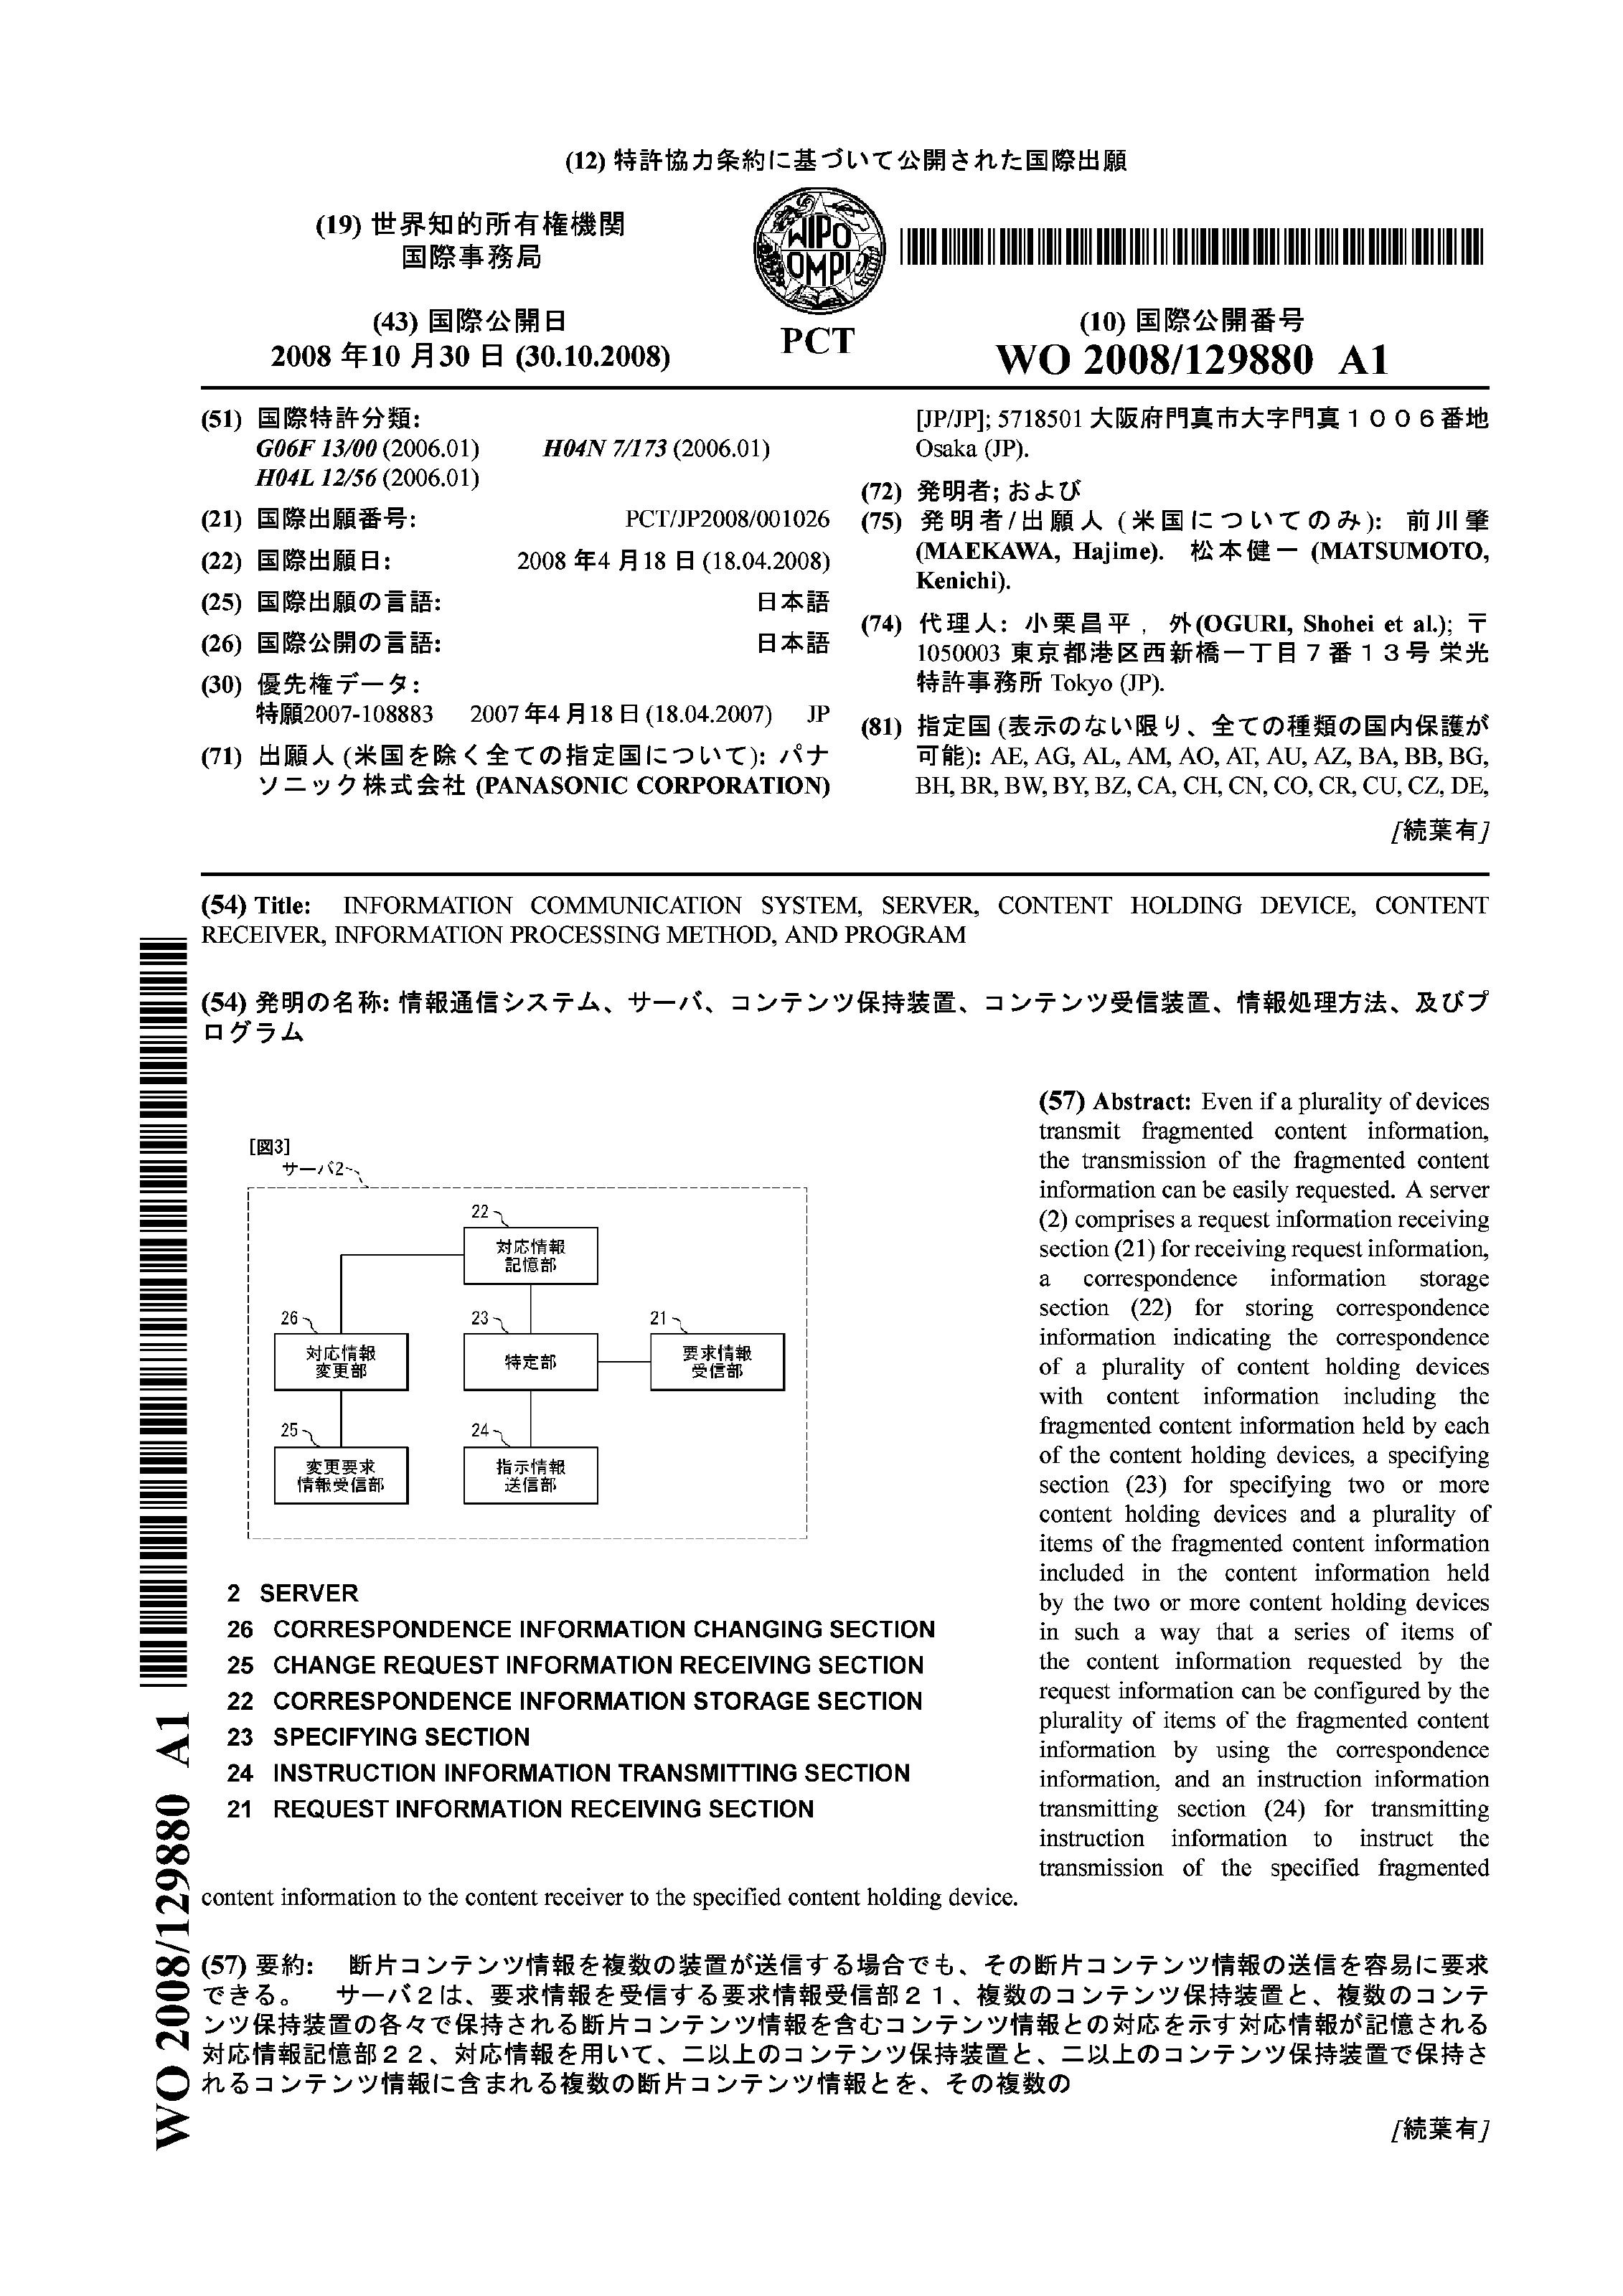 (12) 特許協力条約に基づいて公開された国際出願
(19) 世界知的所有権機関
国際事務局
WIPO
OMPI
PCT
(43) 国際公開日
2008 年10 月30 日 (30.10.2008)
(10) 国際公開番号
WO 2008/129880 A1
(51) 国際特許分類:
G06F 13/00 (2006.01) H04N 7/173 (2006.01)
H04L 12/56 (2006.01)
(21) 国際出願番号: PCT/JP2008/001026
(22) 国際出願日: 2008 年4 月18 日 (18.04.2008)
(25) 国際出願の言語: 日本語
(26) 国際公開の言語: 日本語
(30) 優先権データ:
特願2007-108883 2007 年4 月18 日 (18.04.2007) JP
(71) 出願人 (米国を除く全ての指定国について): パナ
ソニック株式会社 (PANASONIC CORPORATION)
[JP/JP]; 5718501 大阪府門真市大字門真1006番地
Osaka (JP).
(72) 発明者; および
(75) 発明者/出願人 (米国についてのみ): 前川肇
(MAEKAWA, Hajime). 松本健一 (MATSUMOTO,
Kenichi).
(74) 代理人: 小栗昌平, 外(OGURI, Shohei et al.); 〒
1050003 東京都港区西新橋一丁目7番13号 栄光
特許事務所 Tokyo (JP).
(81) 指定国 (表示のない限り、全ての種類の国内保護が
可能): AE, AG, AL, AM, AO, AT, AU, AZ, BA, BB, BG,
BH, BR, BW, BY, BZ, CA, CH, CN, CO, CR, CU, CZ, DE,
[続葉有]
(54) Title: INFORMATION COMMUNICATION SYSTEM, SERVER, CONTENT HOLDING DEVICE, CONTENT
RECEIVER, INFORMATION PROCESSING METHOD, AND PROGRAM
(54) 発明の名称: 情報通信システム、サーバ、コンテンツ保持装置、コンテンツ受信装置、情報処理方法、及びプ
ログラム
[図3]
サーバ2
22
対応情報
記憶部
26
対応情報
変更部
23
特定部
21
要求情報
受信部
25
変更要求
情報受信部
24
指示情報
送信部
2 SERVER
26 CORRESPONDENCE INFORMATION CHANGING SECTION
25 CHANGE REQUEST INFORMATION RECEIVING SECTION
22 CORRESPONDENCE INFORMATION STORAGE SECTION
23 SPECIFYING SECTION
24 INSTRUCTION INFORMATION TRANSMITTING SECTION
21 REQUEST INFORMATION RECEIVING SECTION
(57) Abstract: Even if a plurality of devices
transmit fragmented content information,
the transmission of the fragmented content
information can be easily requested. A server
(2) comprises a request information receiving
section (21) for receiving request information,
a correspondence information storage
section (22) for storing correspondence
information indicating the correspondence
of a plurality of content holding devices
with content information including the
fragmented content information held by each
of the content holding devices, a specifying
section (23) for specifying two or more
content holding devices and a plurality of
items of the fragmented content information
included in the content information held
by the two or more content holding devices
in such a way that a series of items of
the content information requested by the
request information can be configured by the
plurality of items of the fragmented content
information by using the correspondence
information, and an instruction information
transmitting section (24) for transmitting
instruction information to instruct the
transmission of the specified fragmented
content information to the content receiver to the specified content holding device.
(57) 要約: 断片コンテンツ情報を複数の装置が送信する場合でも、その断片コンテンツ情報の送信を容易に要求
できる。 サーバ2は、要求情報を受信する要求情報受信部21、複数のコンテンツ保持装置と、複数のコンテ
ンツ保持装置の各々で保持される断片コンテンツ情報を含むコンテンツ情報との対応を示す対応情報が記憶される
対応情報記憶部22、対応情報を用いて、二以上のコンテンツ保持装置と、二以上のコンテンツ保持装置で保持さ
れるコンテンツ情報に含まれる複数の断片コンテンツ情報とを、その複数の
[続葉有]
WO 2008/129880 A1